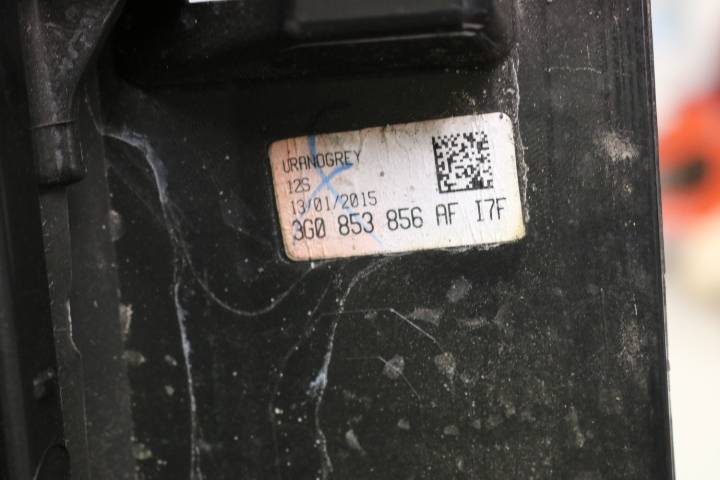 URANOGREY
12S
13/01/2015
3G0 853 856 AF I7F